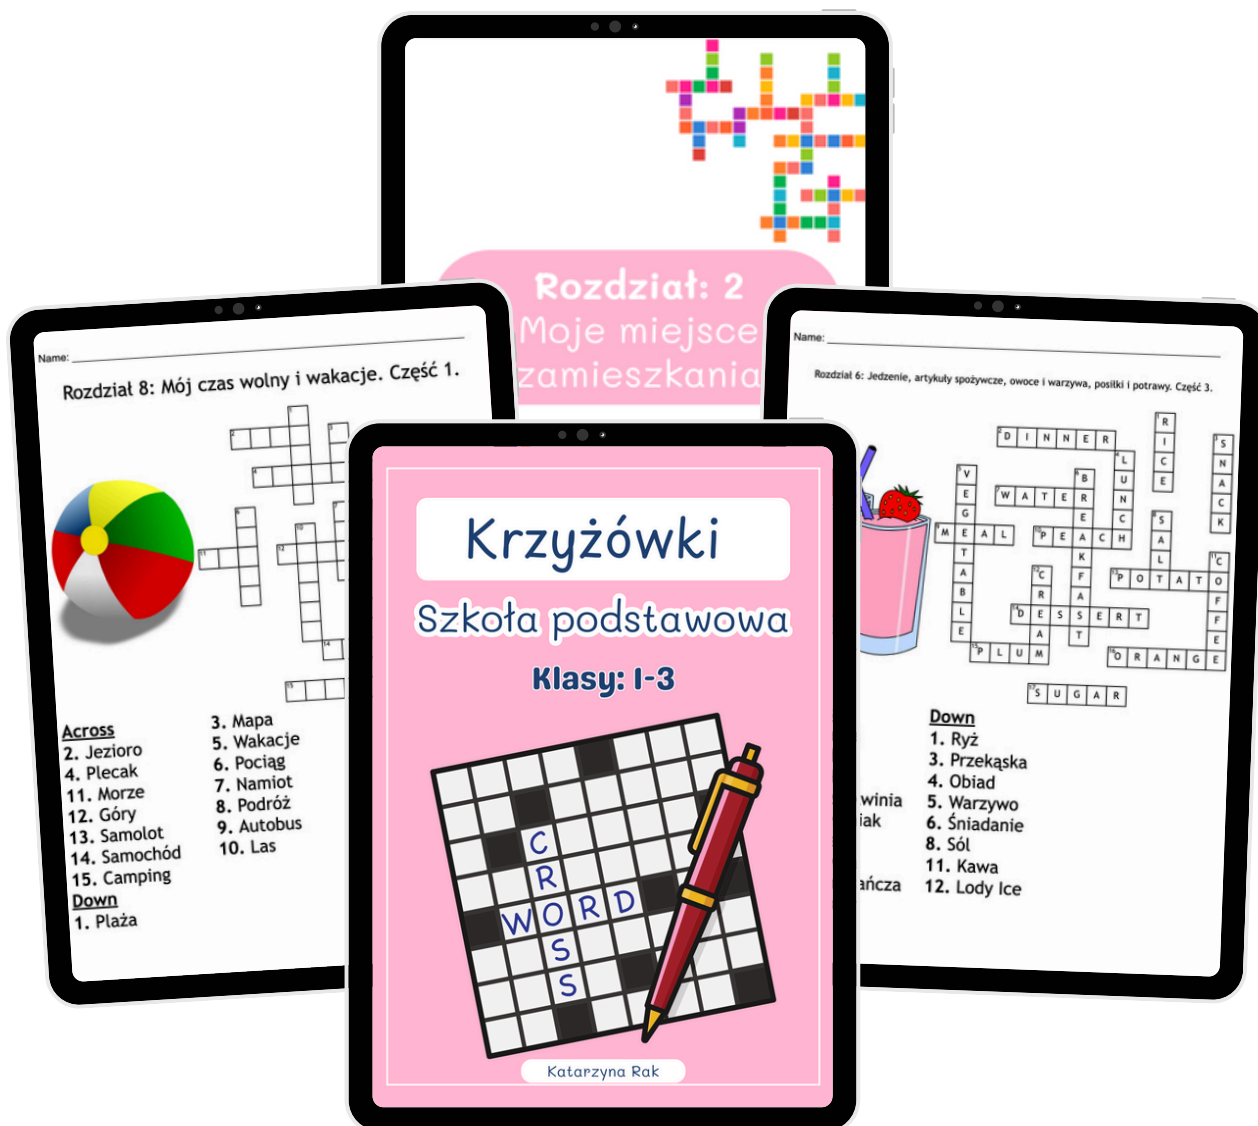 Rozdział: 2
Moje miejsce
zamieszkania
Name:
Rozdział 8: Mój czas wolny i wakacje. Część 1.
Across
2. Jezioro
4. Plecak
11. Morze
12. Góry
13. Samolot
14. Samochód
15. Camping
Down
1. Plaża
3. Mapa
5. Wakacje
6. Pociąg
7. Namiot
8. Podróż
9. Autobus
10. Las
Krzyżówki
Szkoła podstawowa
Klasy: 1-3
CROSS
WORD
Katarzyna Rak
Name:
Rozdział 6: Jedzenie, artykuły spożywcze, owoce i warzywa, posiłki i potrawy. Część 3.
RICE
DINNER
SNACK
LUNCH
VEGETABLE
BREAKFAST
WATER
SALT
MEAL
PEACH
COFFEE
CREAM
POTATO
DESSERT
PLUM
ORANGE
SUGAR
Down
1. Ryż
3. Przekąska
4. Obiad
5. Warzywo
6. Śniadanie
8. Sól
11. Kawa
12. Lody Ice